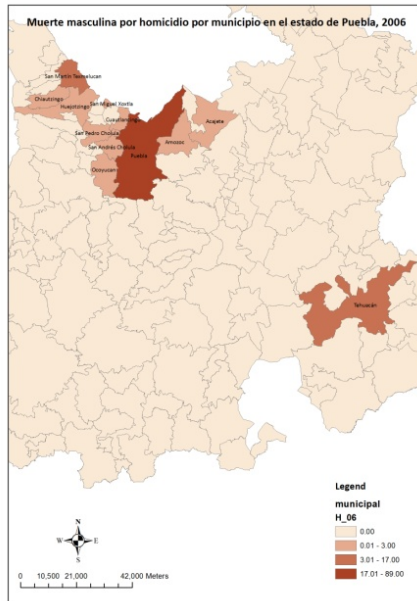 Muerte masculina por homicidio por municipio en el estado de Puebla, 2006
San Martín Texmelucan
Chiautzingo
Huejotzingo
San Miguel Xoxtla
Cuautlancingo
Acajete
San Pedro Cholula
San Andrés Cholula
Amozoc
Puebla
Ocoyucan
Tehuacán
Legend
municipal
H_06
0.00
0.01 - 3.00
3.01 - 17.00
17.01 - 89.00
N
W E
S
0 10,500 21,000 42,000 Meters